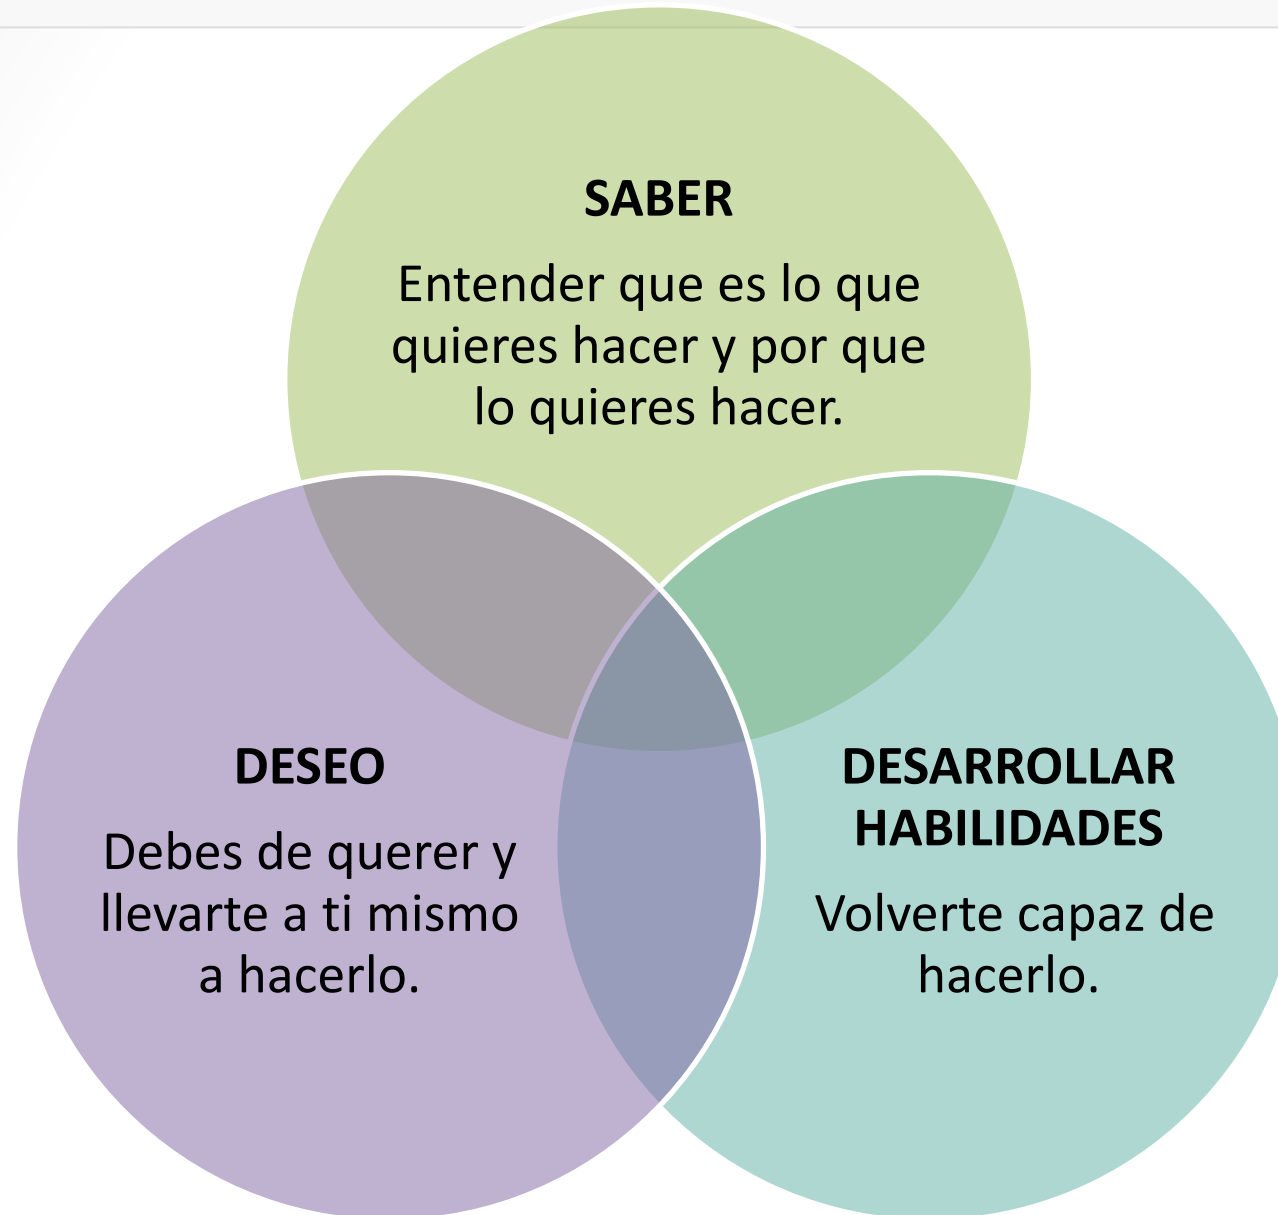 SABER
Entender que es lo que
quieres hacer y por que
lo quieres hacer.
DESEO
Debes de querer y
llevarte a ti mismo
a hacerlo.
DESARROLLAR
HABILIDADES
Volverte capaz de
hacerlo.